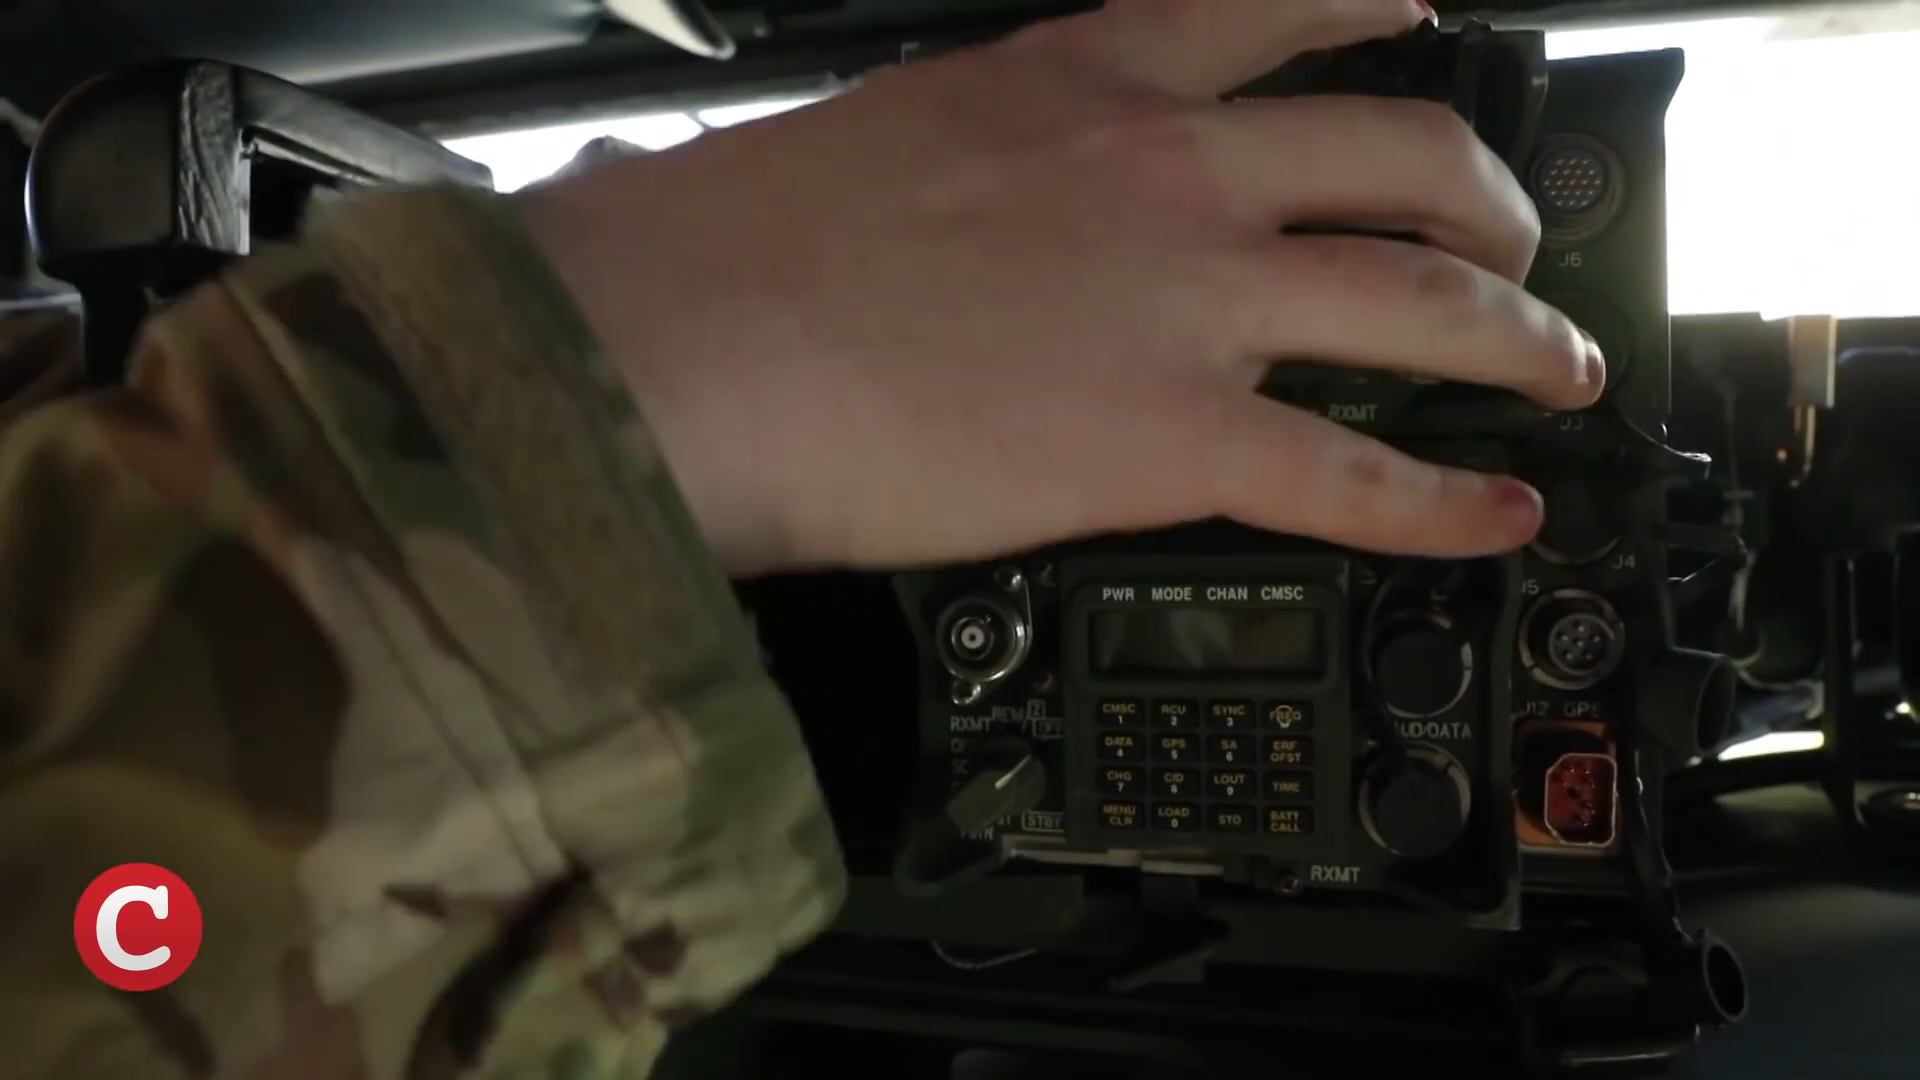 J6
RXMT
J3
J4
J5
PWR MODE CHAN CMSC
CMSC 1 RCU 2 SYNC 3 FREQ
DATA 4 GPS 5 SA 6 ERF OFST
CHG 7 CID 8 LOUT 9 TIME
MENU CLR LOAD 0 STO BATT CALL
RXMT
REM/Z
OFF
STBY
AUD/DATA
J12 GPS
RXMT
C